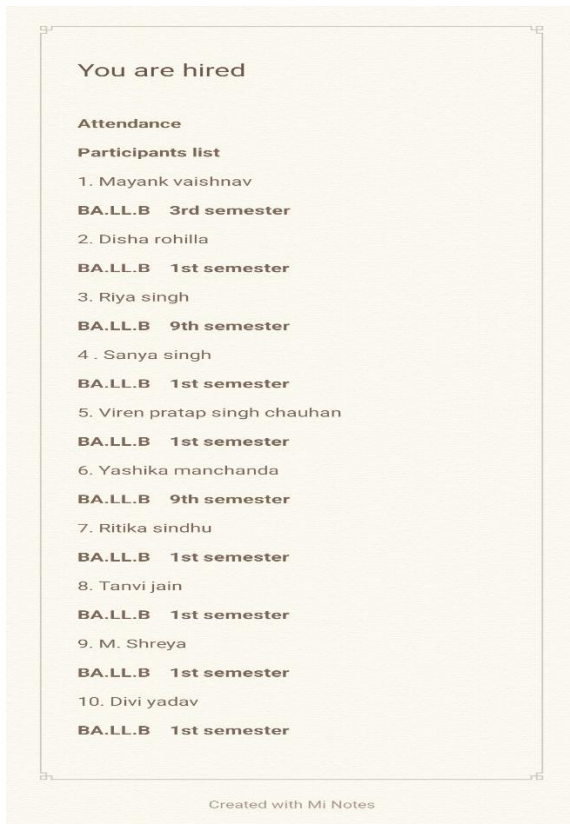 You are hired
Attendance
Participants list
1. Mayank vaishnav
BA.LL.B 3rd semester
2. Disha rohilla
BA.LL.B 1st semester
3. Riya singh
BA.LL.B 9th semester
4 . Sanya singh
BA.LL.B 1st semester
5. Viren pratap singh chauhan
BA.LL.B 1st semester
6. Yashika manchanda
BA.LL.B 9th semester
7. Ritika sindhu
BA.LL.B 1st semester
8. Tanvi jain
BA.LL.B 1st semester
9. M. Shreya
BA.LL.B 1st semester
10. Divi yadav
BA.LL.B 1st semester
Created with Mi Notes